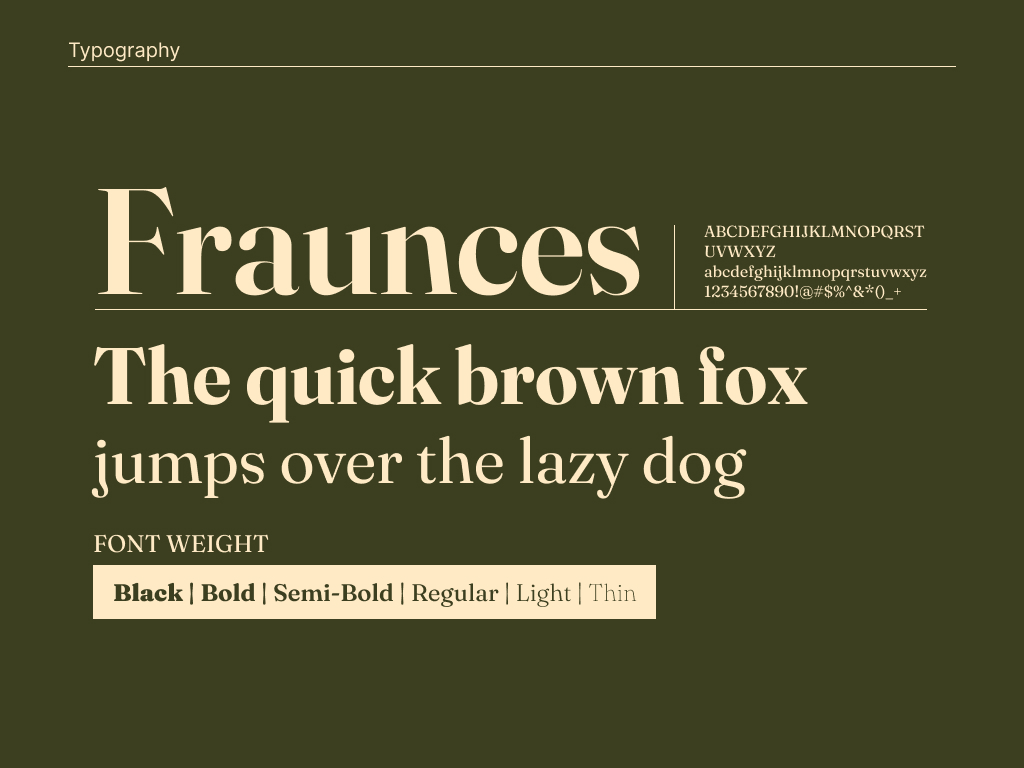 Typography
Fraunces
ABCDEFGHIJKLMNOPQRST
UVWXYZ
abcdefghijklmnopqrstuvwxyz
1234567890!@#$%^&*()_+
The quick brown fox
jumps over the lazy dog
FONT WEIGHT
Black | Bold | Semi-Bold | Regular | Light | Thin